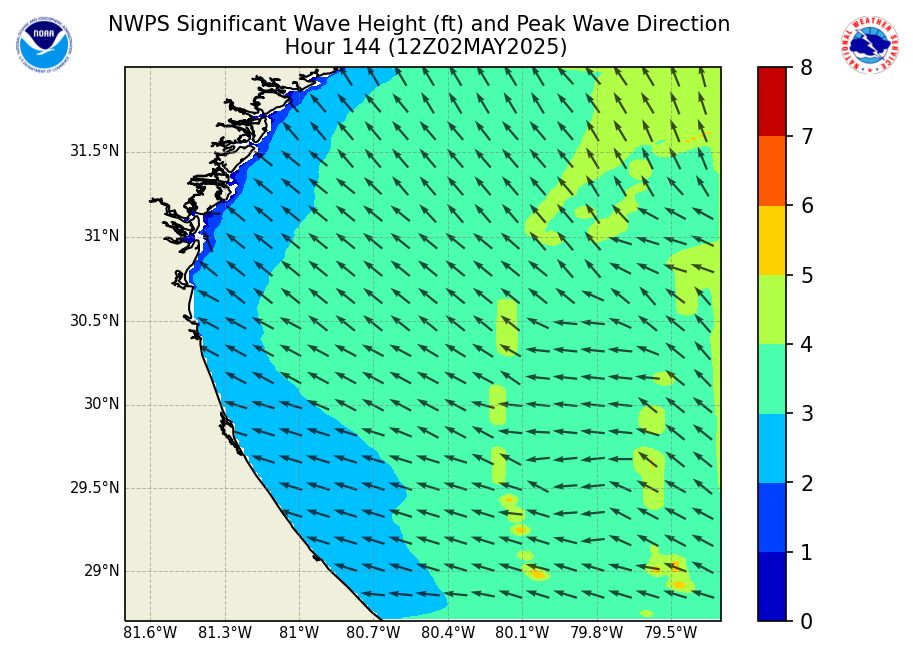 NWPS Significant Wave Height (ft) and Peak Wave Direction
Hour 144 (12Z02MAY2025)
NOAA
NATIONAL WEATHER SERVICE
8
7
6
5
4
3
2
1
0
31.5°N
31°N
30.5°N
30°N
29.5°N
29°N
81.6°W 81.3°W 81°W 80.7°W 80.4°W 80.1°W 79.8°W 79.5°W